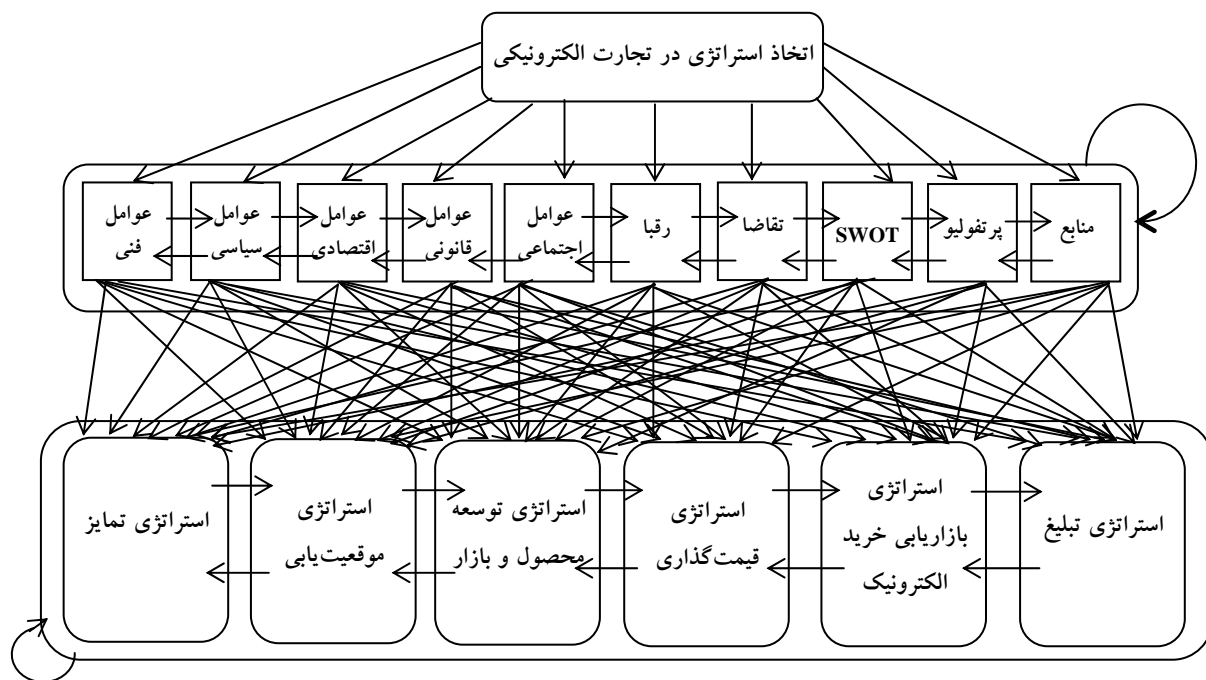 اتخاذ استراتژی در تجارت الکترونیکی
منابع
پرتفولیو
SWOT
تقاضا
رقبا
عوامل
اجتماعی
عوامل
قانونی
عوامل
اقتصادی
عوامل
سیاسی
عوامل
فنی
استراتژی تبلیغ
استراتژی
بازاریابی خرید
الکترونیک
استراتژی
قیمت‌گذاری
استراتژی توسعه
محصول و بازار
استراتژی
موقعیت‌یابی
استراتژی تمایز